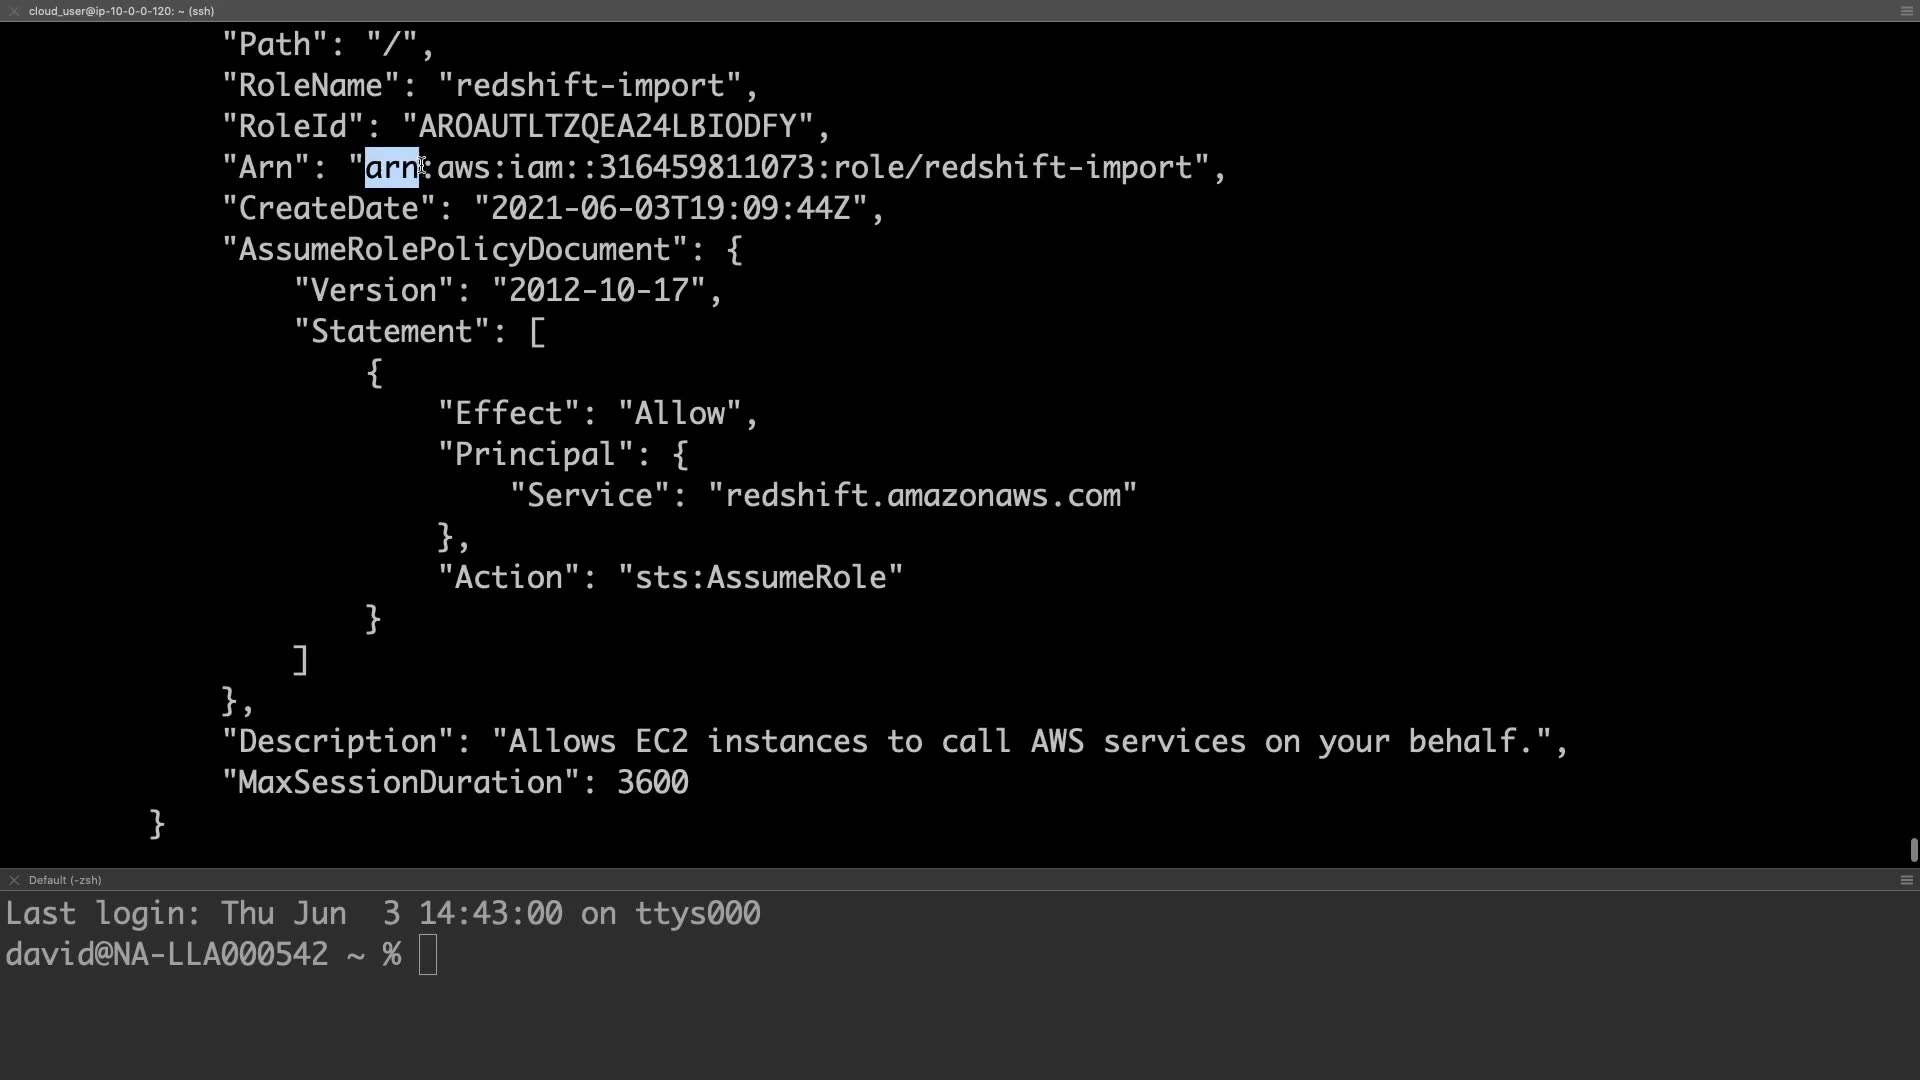 cloud_user@ip-10-0-0-120: ~ (ssh)
"Path": "/",
"RoleName": "redshift-import",
"RoleId": "AROAUTLTZQEA24LBIODFY",
"Arn": "arn:aws:iam::316459811073:role/redshift-import",
"CreateDate": "2021-06-03T19:09:44Z",
"AssumeRolePolicyDocument": {
"Version": "2012-10-17",
"Statement": [
{
"Effect": "Allow",
"Principal": {
"Service": "redshift.amazonaws.com"
},
"Action": "sts:AssumeRole"
}
]
},
"Description": "Allows EC2 instances to call AWS services on your behalf.",
"MaxSessionDuration": 3600
}
Default (-zsh)
Last login: Thu Jun  3 14:43:00 on ttys000
david@NA-LLA000542 ~ %